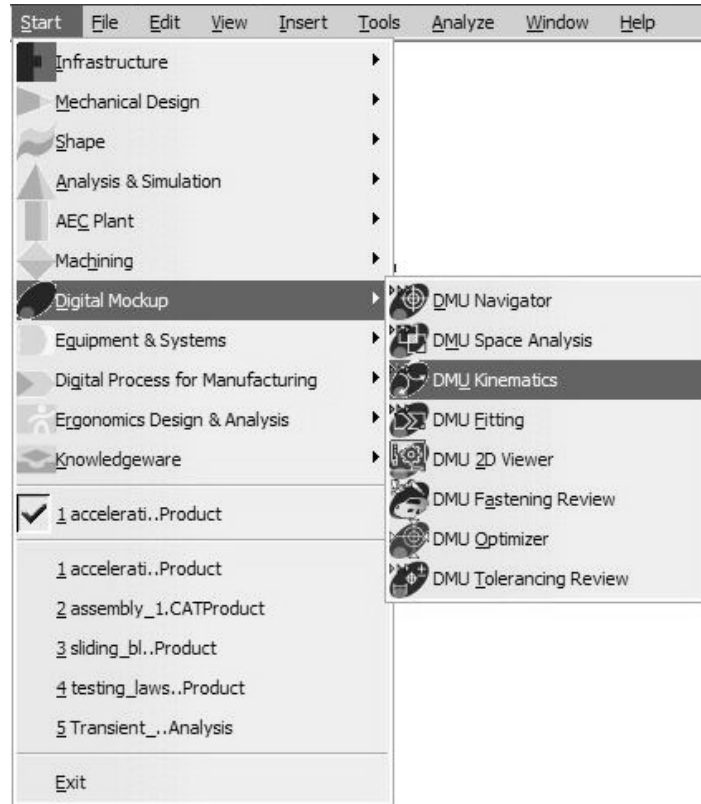 Start File Edit View Insert Tools Analyze Window Help
Infrastructure
Mechanical Design
Shape
Analysis & Simulation
AEC Plant
Machining
Digital Mockup
DMU Navigator
Equipment & Systems
DMU Space Analysis
Digital Process for Manufacturing
DMU Kinematics
Ergonomics Design & Analysis
DMU Fitting
Knowledgeware
DMU 2D Viewer
DMU Fastening Review
1 accelerati..Product
DMU Optimizer
1 accelerati..Product
DMU Tolerancing Review
2 assembly_1.CATProduct
3 sliding_bl..Product
4 testing_laws..Product
5 Transient_..Analysis
Exit